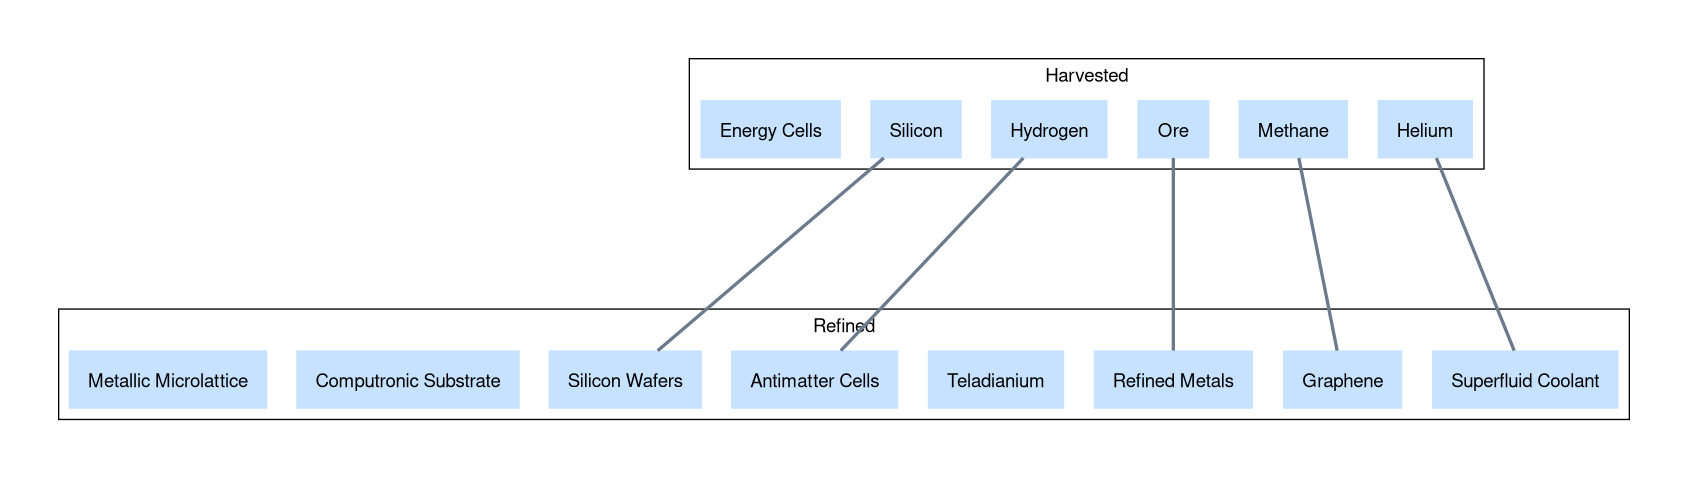 Harvested
Energy Cells
Silicon
Hydrogen
Ore
Methane
Helium
Refined
Metallic Microlattice
Computronic Substrate
Silicon Wafers
Antimatter Cells
Teladianium
Refined Metals
Graphene
Superfluid Coolant